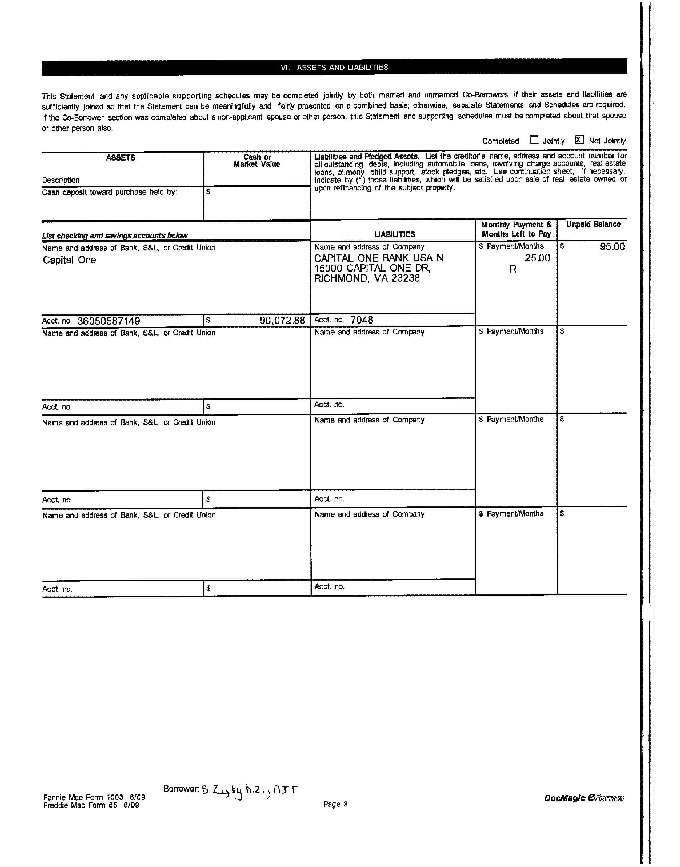 VI. ASSETS AND LIABILITIES
This Statement and any applicable supporting schedules may be completed jointly by both married and unmarried Co-Borrowers if their assets and liabilities are
sufficiently joined so that the Statement can be meaningfully and fairly presented on a combined basis; otherwise, separate Statements and Schedules are required.
If the Co-Borrower section was completed about a non-applicant spouse or other person, this Statement and supporting schedules must be completed about that spouse
or other person also.
Completed Jointly X Not Jointly
ASSETS
Cash or
Market Value
Description
Cash deposit toward purchase held by:
$
Liabilities and Pledged Assets. List the creditor's name, address and account number for
all outstanding debts, including automobile loans, revolving charge accounts, real estate
loans, alimony, child support, stock pledges, etc. Use continuation sheet, if necessary.
Indicate by (*) those liabilities, which will be satisfied upon sale of real estate owned or
upon refinancing of the subject property.
List checking and savings accounts below
LIABILITIES
Monthly Payment &
Months Left to Pay
Unpaid Balance
Name and address of Bank, S&L, or Credit Union
Capital One
Name and address of Company
CAPITAL ONE BANK USA N
15000 CAPITAL ONE DR,
RICHMOND, VA 23238
$ Payment/Months
25.00
R
$ 95.00
Acct. no. 36050587149
$ 90,072.88
Acct. no. 7048
Name and address of Bank, S&L, or Credit Union
Name and address of Company
$ Payment/Months
$
Acct. no.
$
Acct. no.
Name and address of Bank, S&L, or Credit Union
Name and address of Company
$ Payment/Months
$
Acct. no.
$
Acct. no.
Name and address of Bank, S&L, or Credit Union
Name and address of Company
$ Payment/Months
$
Acct. no.
$
Acct. no.
Borrower:
Fannie Mae Form 1003 6/09
Freddie Mac Form 65 6/09
Page 3
DocMagic